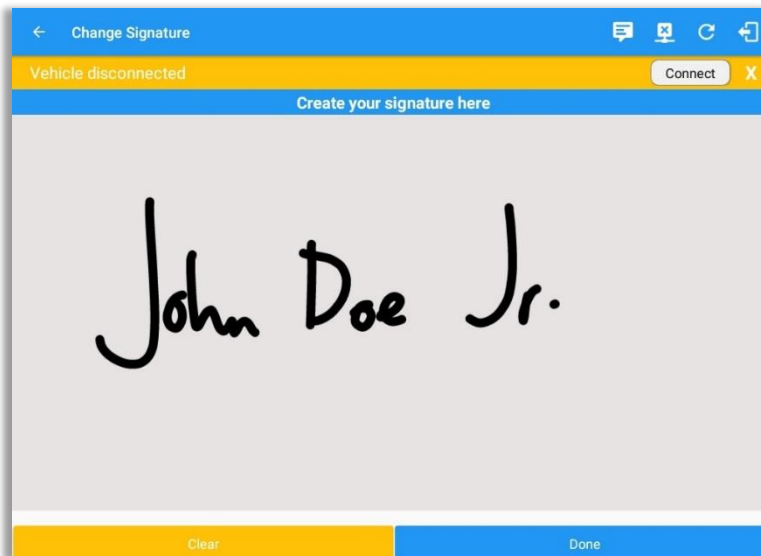 Change Signature
Vehicle disconnected Connect X
Create your signature here
John Doe Jr.
Clear Done